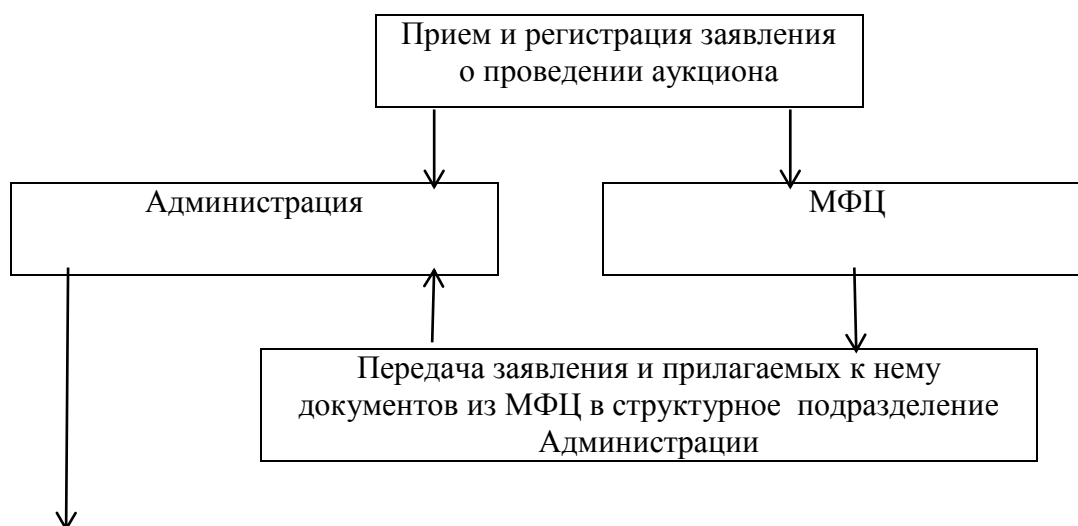 Прием и регистрация заявления
о проведении аукциона
Администрация
МФЦ
Передача заявления и прилагаемых к нему
документов из МФЦ в структурное подразделение
Администрации